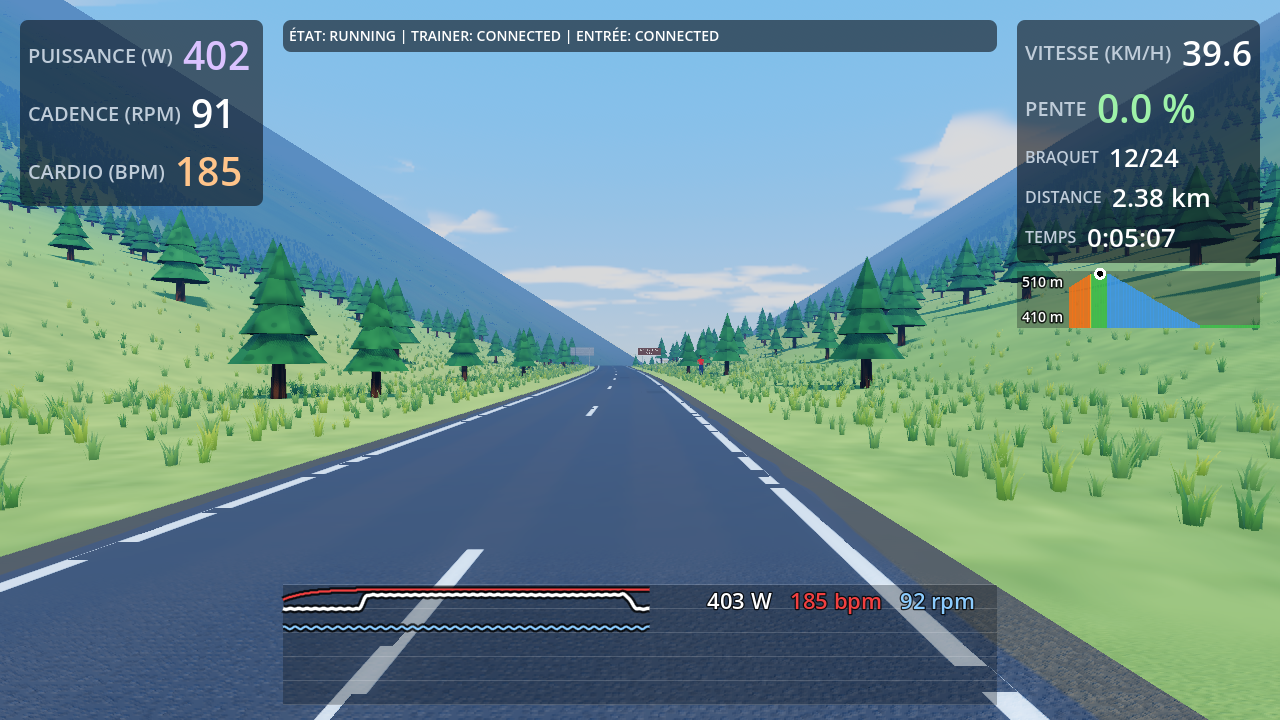 PUISSANCE (W) 402
CADENCE (RPM) 91
CARDIO (BPM) 185
ÉTAT: RUNNING | TRAINER: CONNECTED | ENTRÉE: CONNECTED
VITESSE (KM/H) 39.6
PENTE 0.0 %
BRAQUET 12/24
DISTANCE 2.38 km
TEMPS 0:05:07
510 m
410 m
403 W 185 bpm 92 rpm